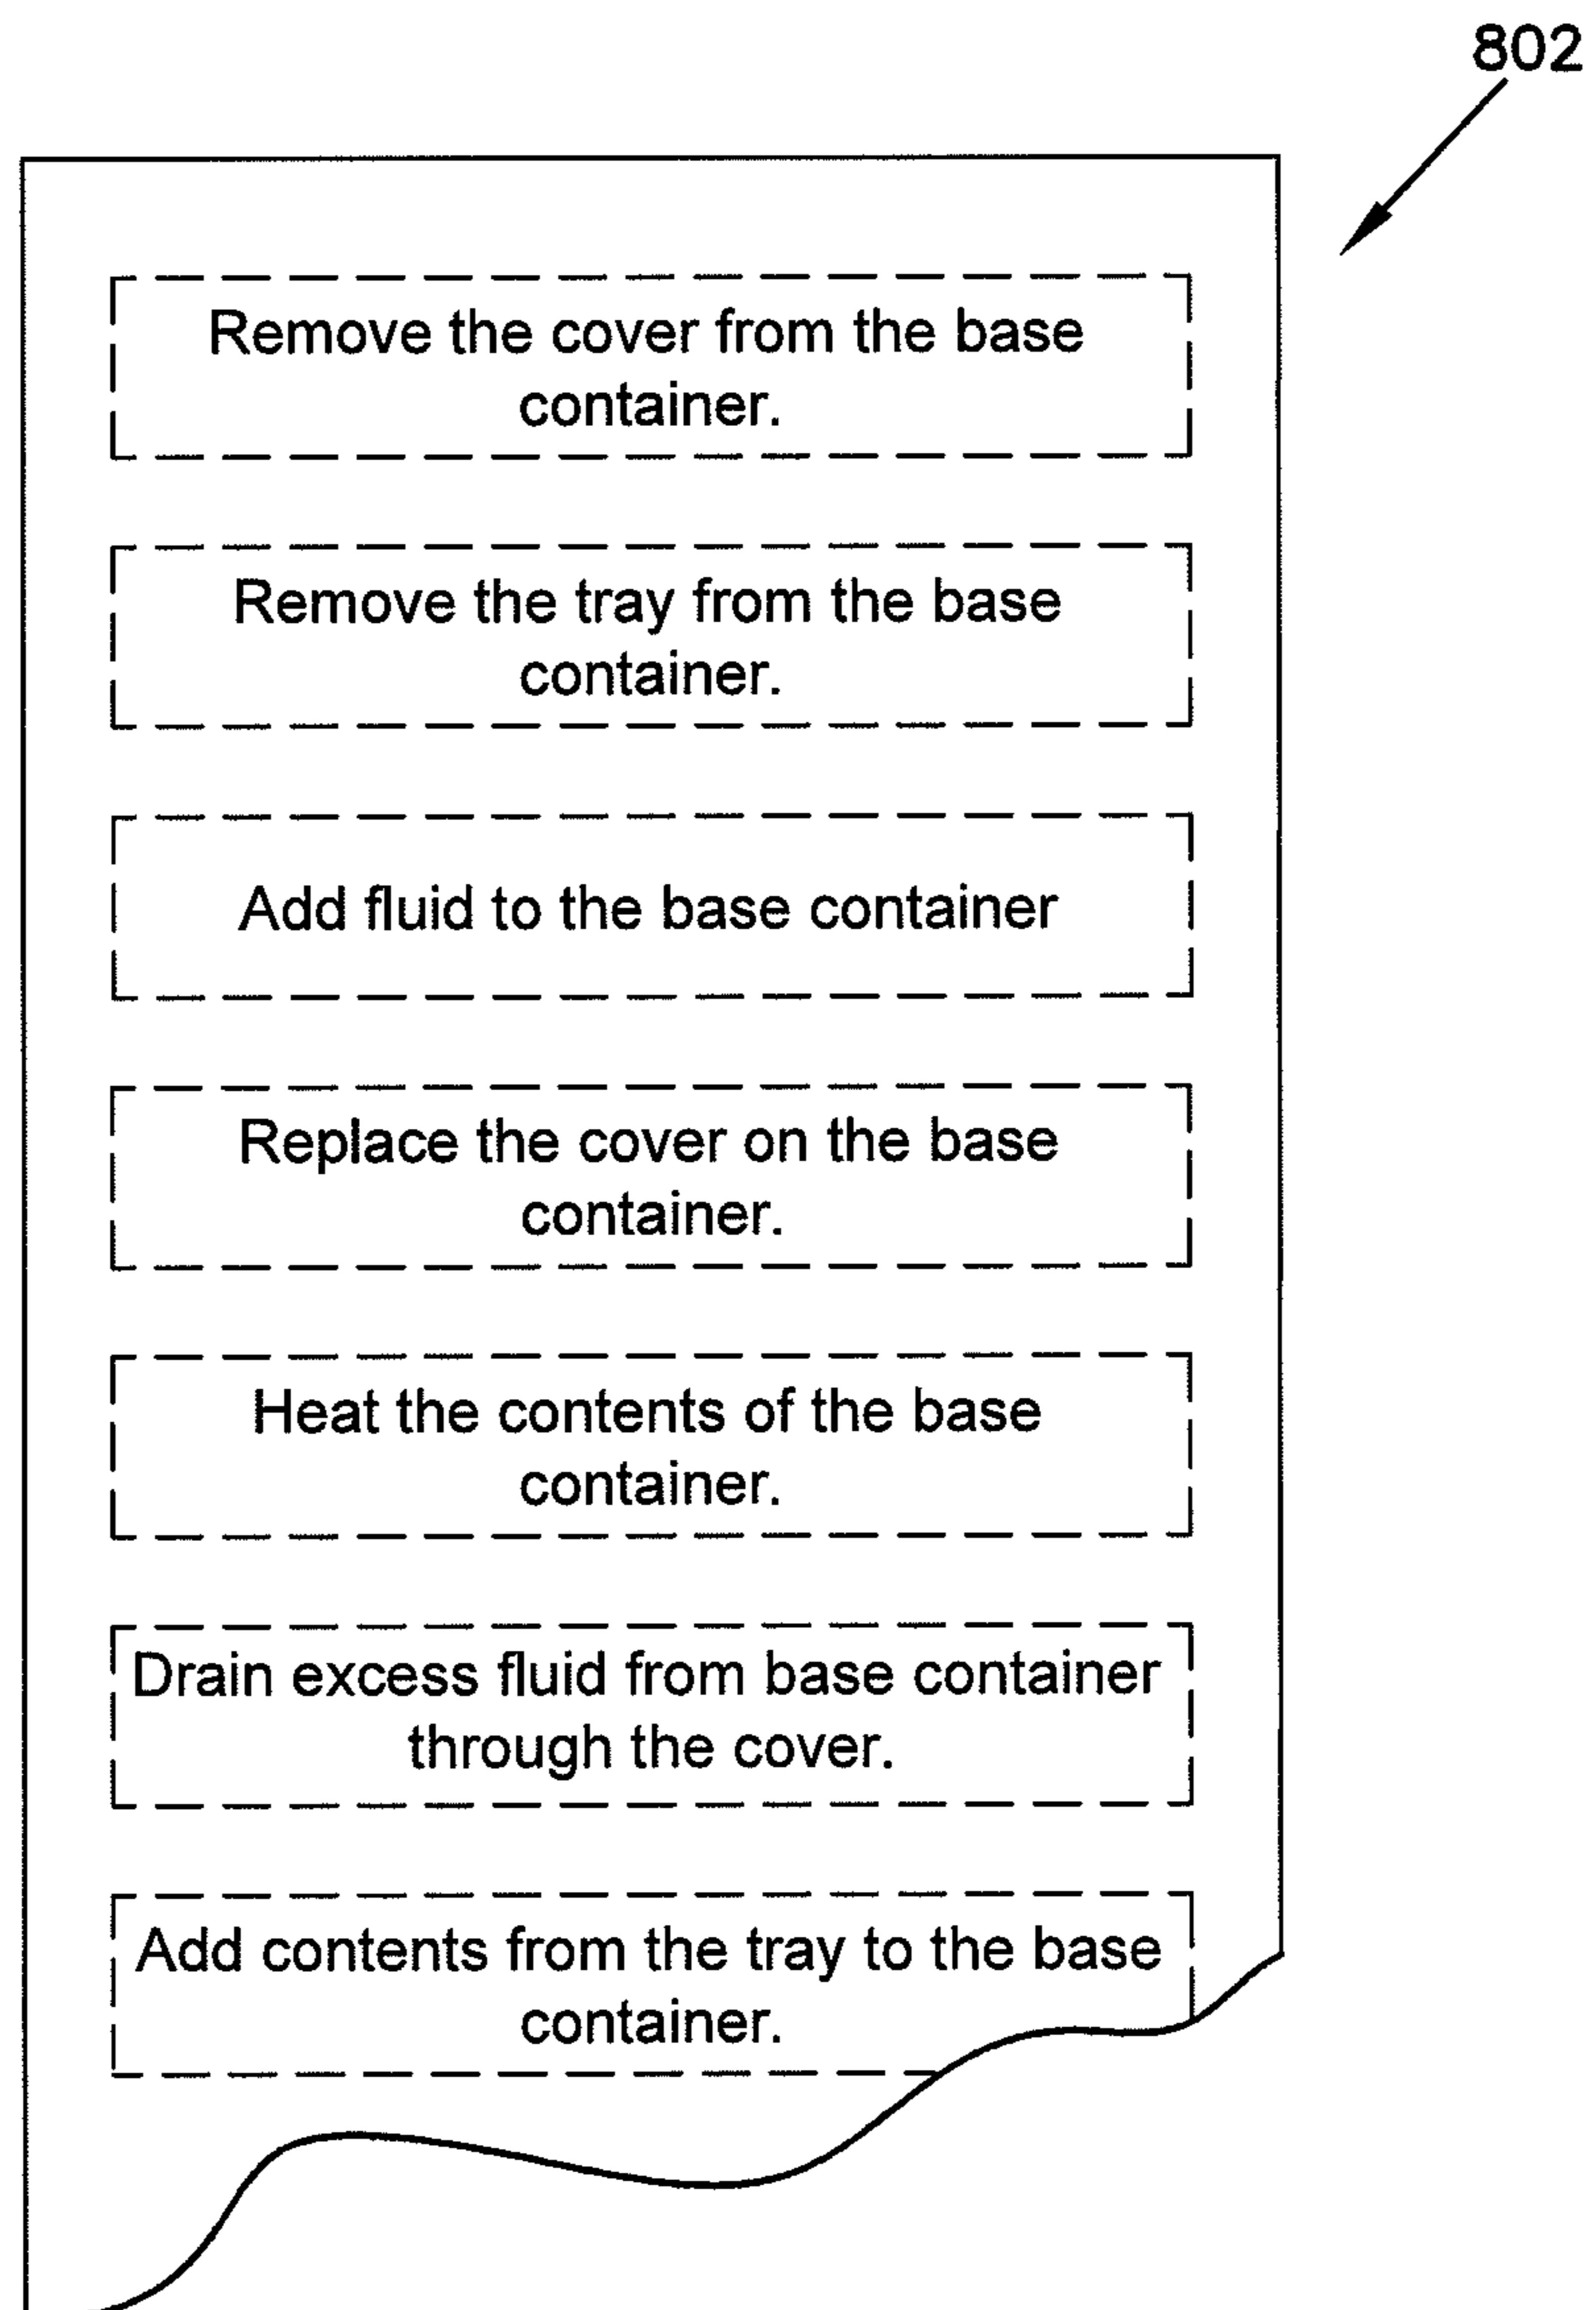 802
Remove the cover from the base
container.
Remove the tray from the base
container.
Add fluid to the base container
Replace the cover on the base
container.
Heat the contents of the base
container.
Drain excess fluid from base container
through the cover.
Add contents from the tray to the base
container.